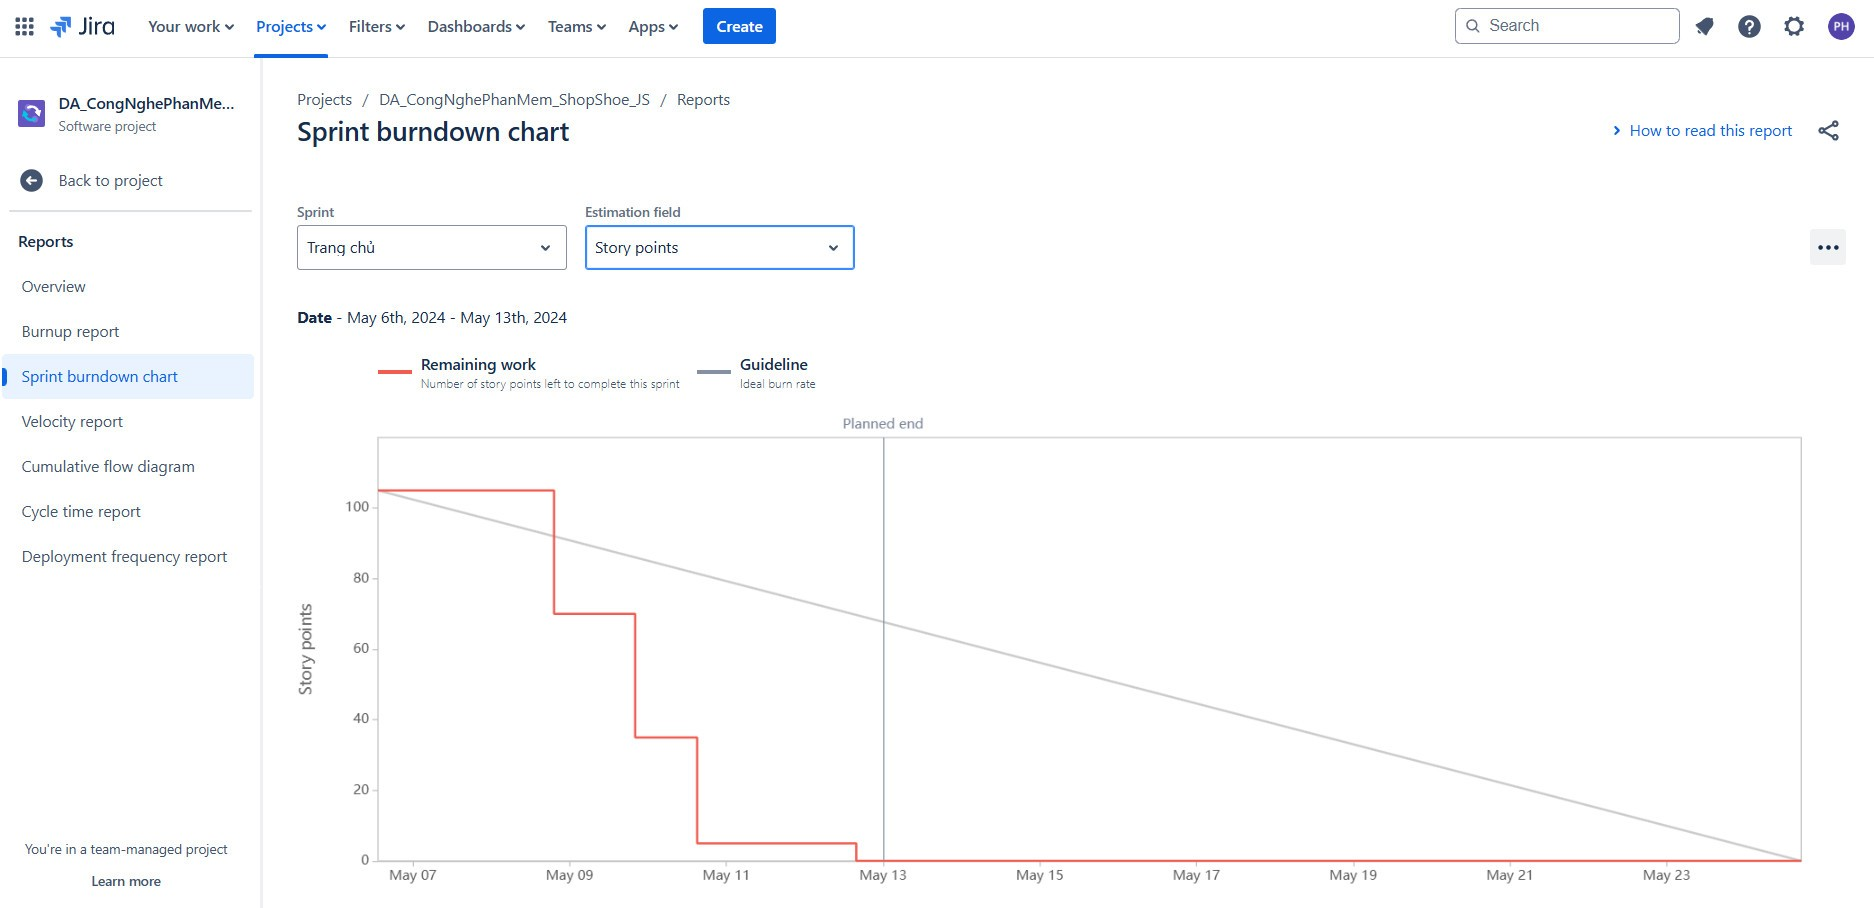 Jira Your work Projects Filters Dashboards Teams Apps Create Search PH
DA_CongNghePhanMe...
Software project
Back to project
Reports
Overview
Burnup report
Sprint burndown chart
Velocity report
Cumulative flow diagram
Cycle time report
Deployment frequency report
You're in a team-managed project
Learn more
Projects / DA_CongNghePhanMem_ShopShoe_JS / Reports
Sprint burndown chart
How to read this report
Sprint Estimation field
Trang chủ Story points
Date - May 6th, 2024 - May 13th, 2024
Remaining work Guideline
Number of story points left to complete this sprint Ideal burn rate
Planned end
Story points
100
80
60
40
20
0
May 07 May 09 May 11 May 13 May 15 May 17 May 19 May 21 May 23